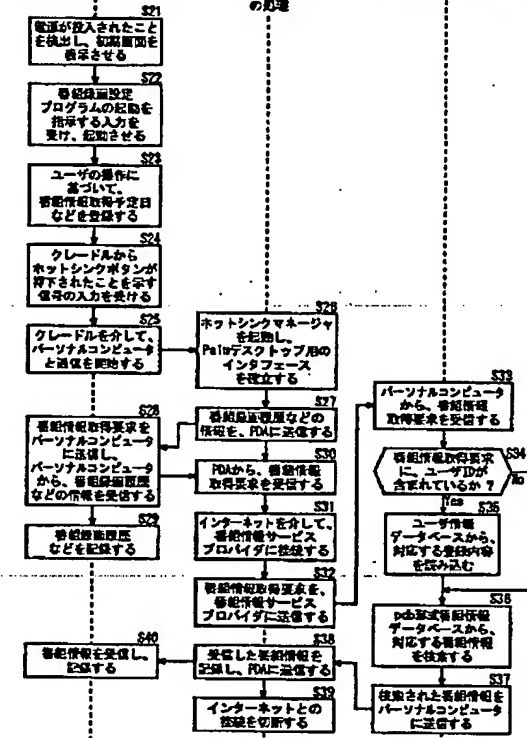 の処理
S21
電源が投入されたこと
を検出し、初期画面を
表示させる
S22
番組録画設定
プログラムの起動を
指示する入力を
受け、起動させる
S23
ユーザの操作に
基づいて、
番組情報取得予定日
などを登録する
S24
クレードルから
ホットシンクボタンが
押下されたことを示す
信号の入力を受ける
S25
クレードルを介して、
パーソナルコンピュータ
と通信を開始する
S26
ホットシンクマネージャ
を起動し、
Palmデスクトップ用の
インタフェース
を確立する
S27
番組録画履歴などの
情報を、PDAに送信する
S28
番組情報取得要求を
パーソナルコンピュータ
に送信し、
パーソナルコンピュータ
から、番組録画履歴
などの情報を受信する
S29
番組録画履歴
などを記録する
S30
PDAから、番組情報
取得要求を受信する
S31
インターネットを介して、
番組情報サービス
プロバイダに接続する
S32
番組情報取得要求を、
番組情報サービス
プロバイダに送信する
S33
パーソナルコンピュータ
から、番組情報
取得要求を受信する
S34
番組情報取得要求
に、ユーザIDが
含まれているか?
No
Yes
S35
ユーザ情報
データベースから、
対応する登録内容
を読み込む
S36
pdb形式番組情報
データベースから、
対応する番組情報
を検索する
S37
検索された番組情報を
パーソナルコンピュータ
に送信する
S38
受信した番組情報を
記録し、PDAに送信する
S39
インターネットとの
接続を切断する
S40
番組情報を受信し、
記録する